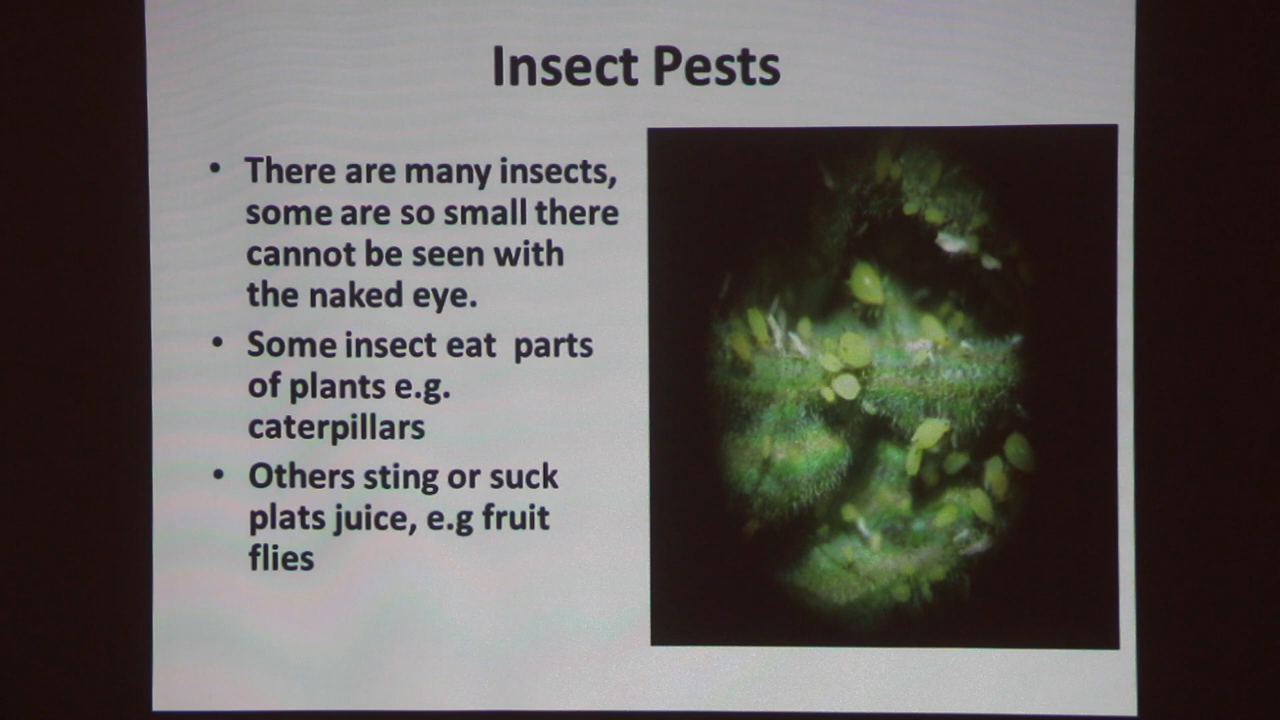 Insect Pests
• There are many insects,
some are so small there
cannot be seen with
the naked eye.
• Some insect eat  parts
of plants e.g.
caterpillars
• Others sting or suck
plats juice, e.g fruit
flies